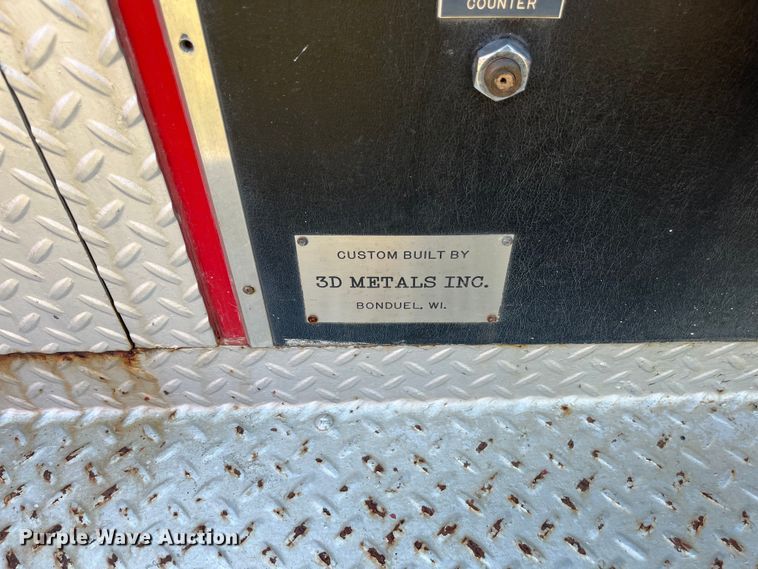 COUNTER
CUSTOM BUILT BY
3D METALS INC.
BONDUEL, WI.
Purple Wave Auction